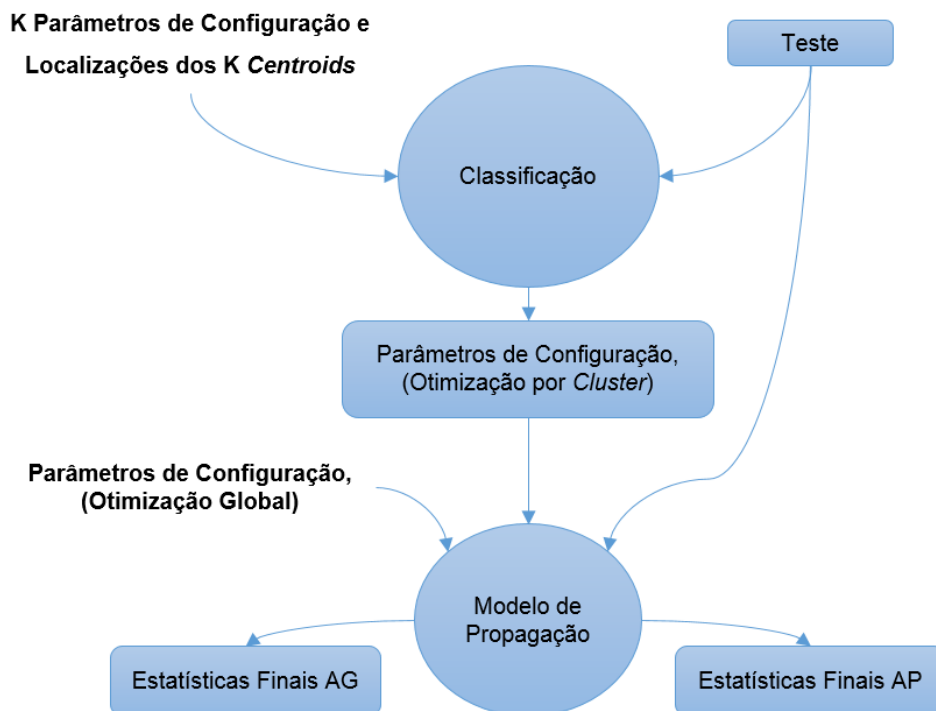 K Parâmetros de Configuração e
Localizações dos K Centroids
Teste
Classificação
Parâmetros de Configuração,
(Otimização por Cluster)
Parâmetros de Configuração,
(Otimização Global)
Modelo de
Propagação
Estatísticas Finais AG
Estatísticas Finais AP